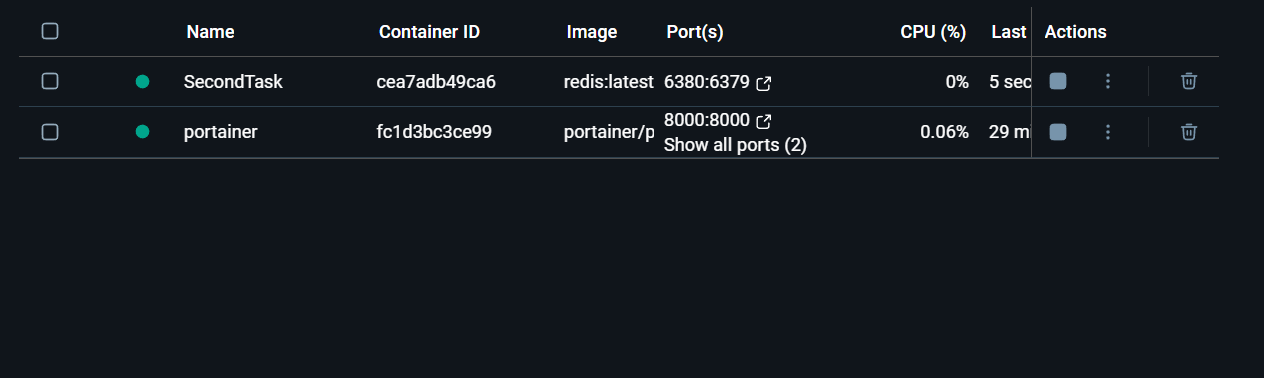 Name Container ID Image Port(s) CPU (%) Last Actions
SecondTask cea7adb49ca6 redis:latest 6380:6379 0% 5 sec
portainer fc1d3bc3ce99 portainer/p 8000:8000 0.06% 29 m
Show all ports (2)